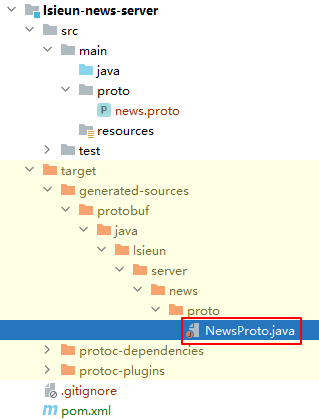 lsieun-news-server
src
main
java
proto
news.proto
resources
test
target
generated-sources
protobuf
java
lsieun
server
news
proto
NewsProto.java
protoc-dependencies
protoc-plugins
.gitignore
pom.xml